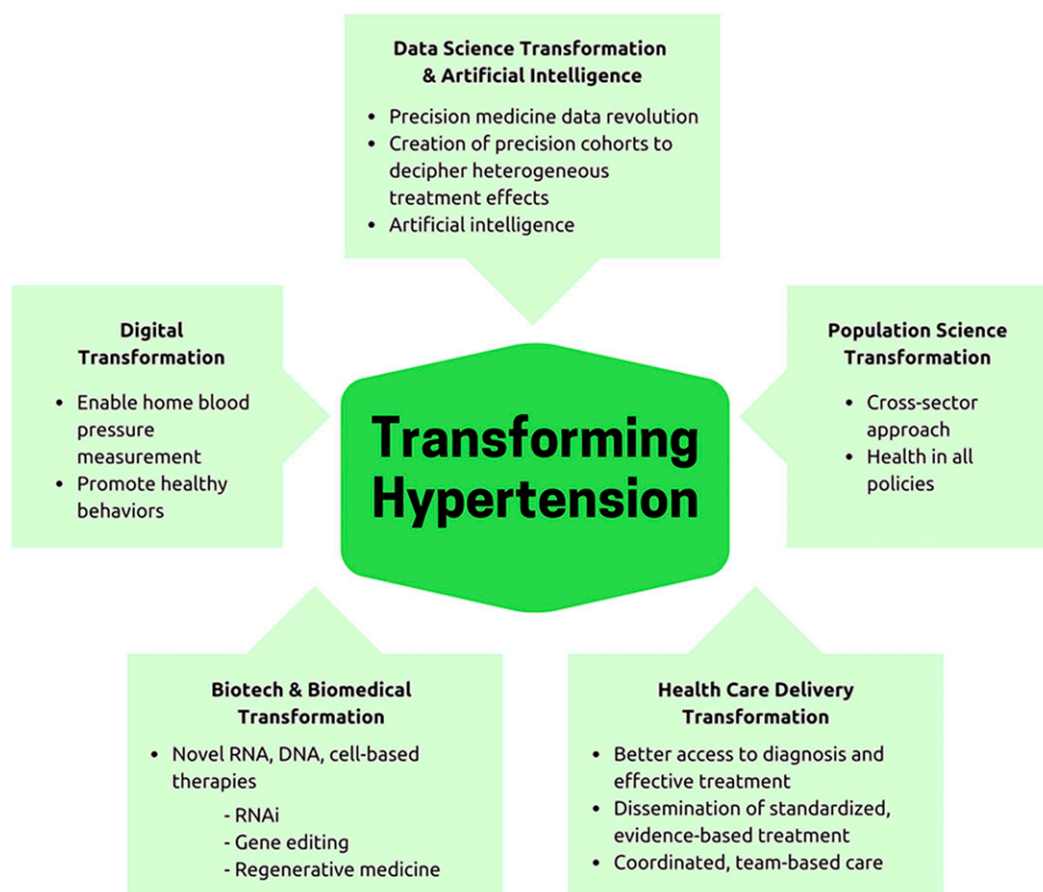 Data Science Transformation
& Artificial Intelligence
• Precision medicine data revolution
• Creation of precision cohorts to
decipher heterogeneous
treatment effects
• Artificial intelligence
Digital
Transformation
• Enable home blood
pressure
measurement
• Promote healthy
behaviors
Transforming
Hypertension
Population Science
Transformation
• Cross-sector
approach
• Health in all
policies
Biotech & Biomedical
Transformation
• Novel RNA, DNA, cell-based
therapies
- RNAi
- Gene editing
- Regenerative medicine
Health Care Delivery
Transformation
• Better access to diagnosis and
effective treatment
• Dissemination of standardized,
evidence-based treatment
• Coordinated, team-based care